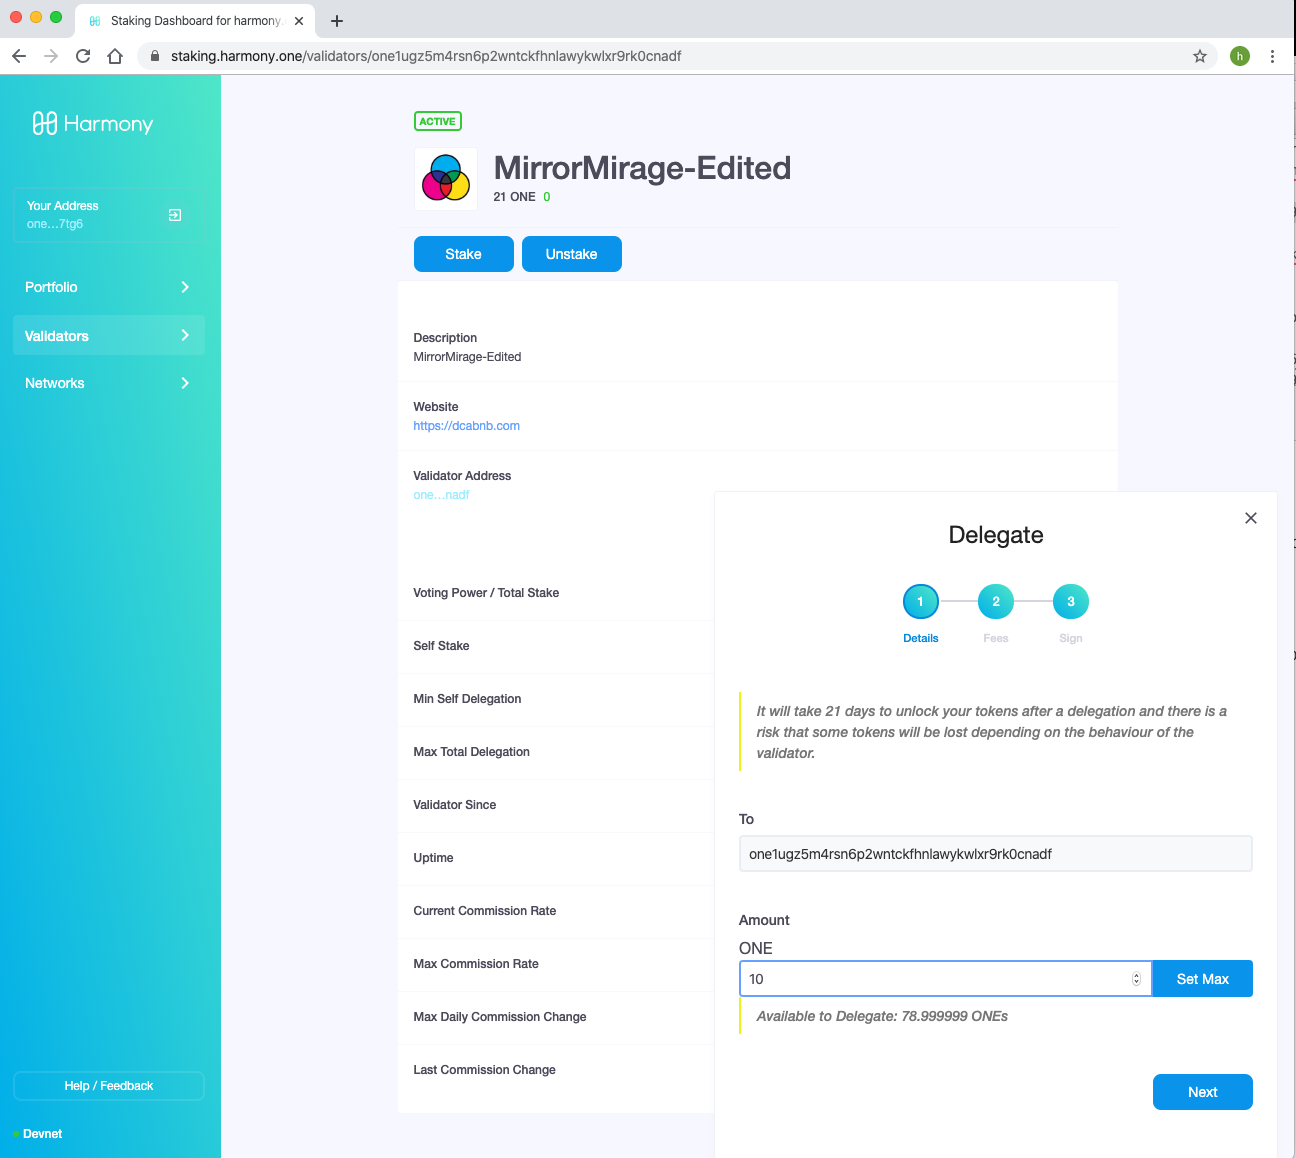 Staking Dashboard for harmony.
staking.harmony.one/validators/one1ugz5m4rsn6p2wntckfhnlawykwlxr9rk0cnadf
h
Harmony
Your Address
one...7tg6
Portfolio
Validators
Networks
Help / Feedback
Devnet
ACTIVE
MirrorMirage-Edited
21 ONE 0
Stake Unstake
Description
MirrorMirage-Edited
Website
https://dcabnb.com
Validator Address
one...nadf
Voting Power / Total Stake
Self Stake
Min Self Delegation
Max Total Delegation
Validator Since
Uptime
Current Commission Rate
Max Commission Rate
Max Daily Commission Change
Last Commission Change
Delegate
1 2 3
Details Fees Sign
It will take 21 days to unlock your tokens after a delegation and there is a
risk that some tokens will be lost depending on the behaviour of the
validator.
To
one1ugz5m4rsn6p2wntckfhnlawykwlxr9rk0cnadf
Amount
ONE
10 Set Max
Available to Delegate: 78.999999 ONEs
Next